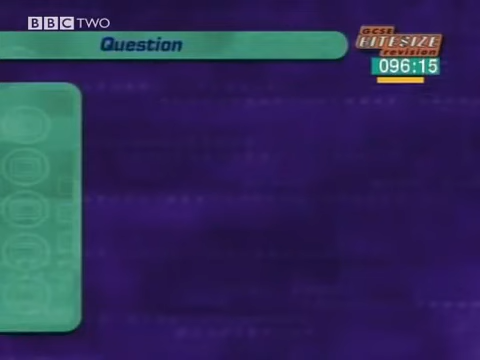 BBC TWO
Question
GCSE
BITESIZE
revision
096:15